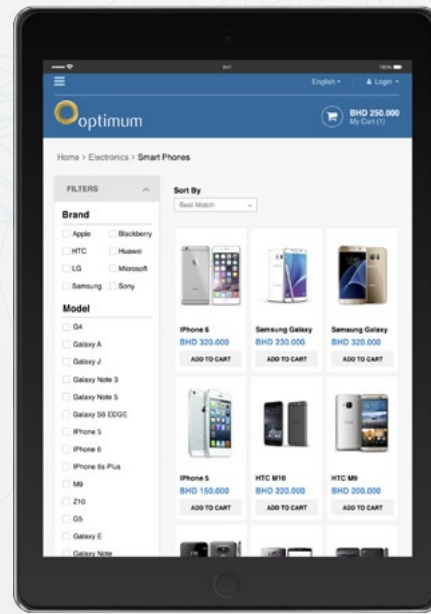 9:41
100%
English
Login
optimum
BHD 250.000
My Cart (1)
Home > Electronics > Smart Phones
FILTERS
Brand
Apple
Blackberry
HTC
Huawei
LG
Microsoft
Samsung
Sony
Model
G4
Galaxy A
Galaxy J
Galaxy Note 3
Galaxy Note 5
Galaxy S6 EDGE
IPhone 5
IPhone 6
IPhone 6s Plus
M9
Z10
G5
Galaxy E
Galaxy Note
Sort By
Best Match
IPhone 6
BHD 320.000
ADD TO CART
Samsung Galaxy
BHD 230.000
ADD TO CART
Samsung Galaxy
BHD 320.000
ADD TO CART
IPhone 5
BHD 150.000
ADD TO CART
HTC M10
BHD 220.000
ADD TO CART
HTC M9
BHD 200.000
ADD TO CART